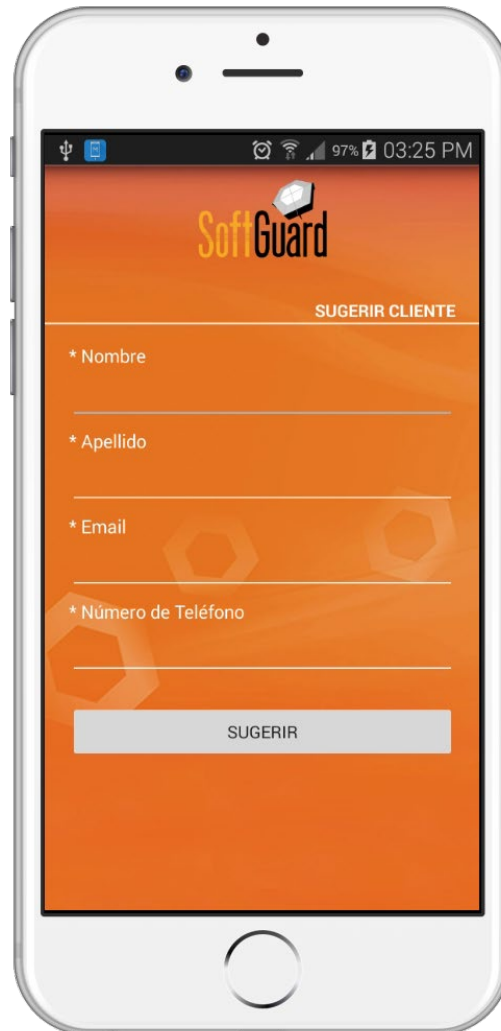 97% 03:25 PM
SoftGuard
SUGERIR CLIENTE
* Nombre
* Apellido
* Email
* Número de Teléfono
SUGERIR